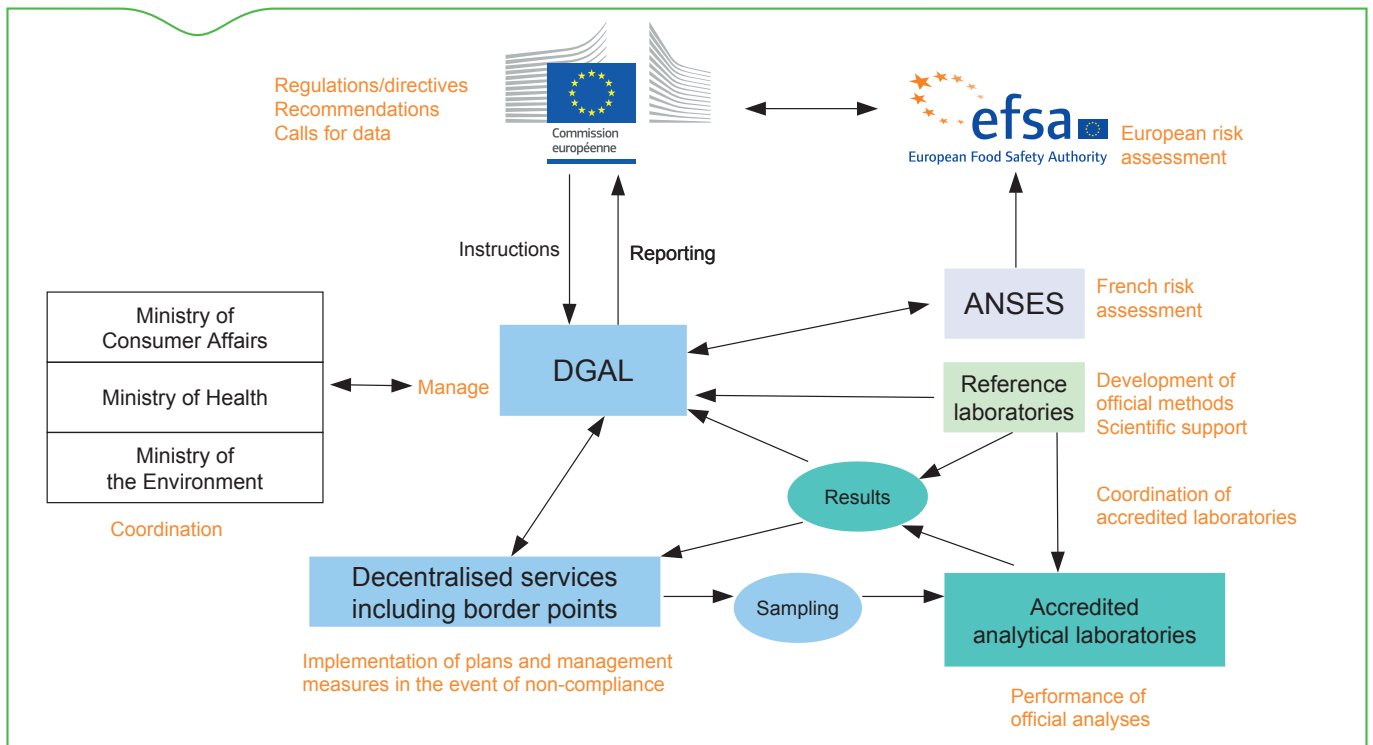 Regulations/directives
Recommendations
Calls for data
Commission
européenne
efsa
European Food Safety Authority
European risk
assessment
Instructions
Reporting
ANSES
French risk
assessment
Ministry of
Consumer Affairs
Ministry of Health
Ministry of
the Environment
Coordination
Manage
DGAL
Reference
laboratories
Development of
official methods
Scientific support
Results
Coordination of
accredited laboratories
Decentralised services
including border points
Sampling
Accredited
analytical laboratories
Implementation of plans and management
measures in the event of non-compliance
Performance of
official analyses